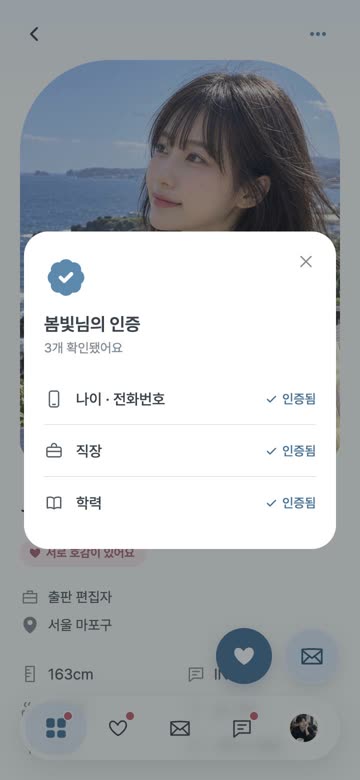 봄빛님의 인증
3개 확인됐어요
나이 · 전화번호
인증됨
직장
인증됨
학력
인증됨
서로 호감이 있어요
출판 편집자
서울 마포구
163cm